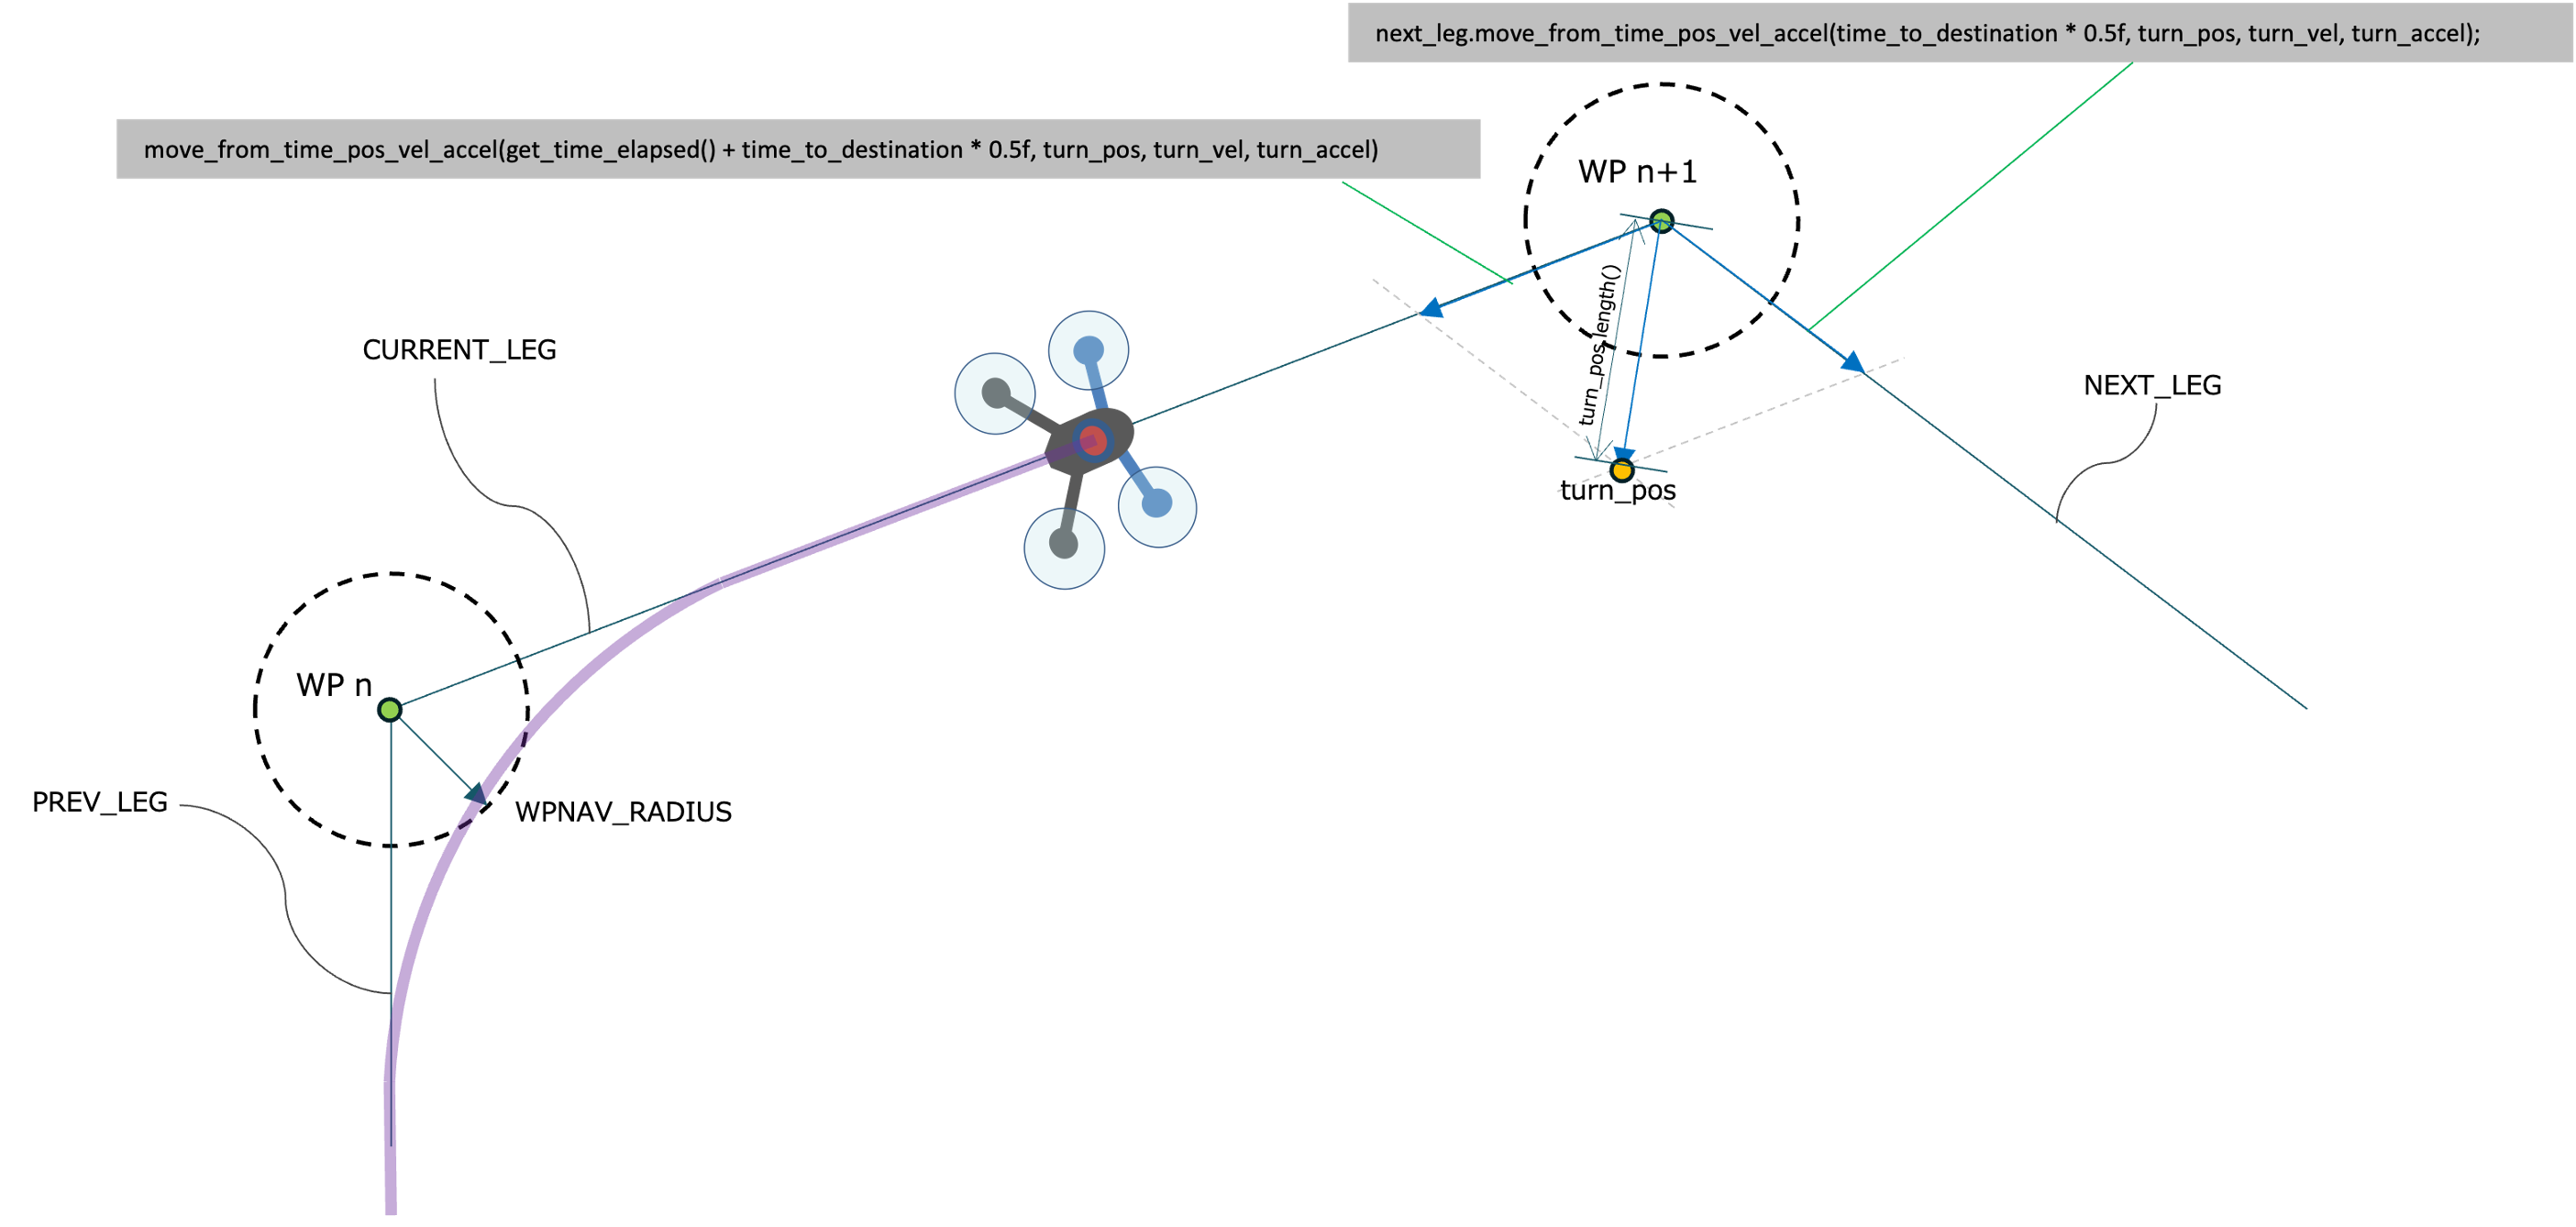 next_leg.move_from_time_pos_vel_accel(time_to_destination * 0.5f, turn_pos, turn_vel, turn_accel);
move_from_time_pos_vel_accel(get_time_elapsed() + time_to_destination * 0.5f, turn_pos, turn_vel, turn_accel)
WP n+1
turn_pos.length()
CURRENT_LEG
NEXT_LEG
turn_pos
WP n
PREV_LEG
WPNAV_RADIUS